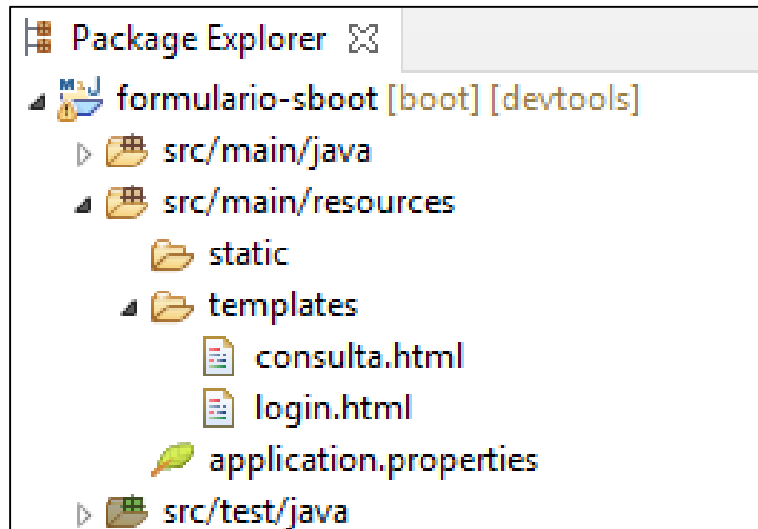 Package Explorer
formulario-sboot [boot] [devtools]
src/main/java
src/main/resources
static
templates
consulta.html
login.html
application.properties
src/test/java